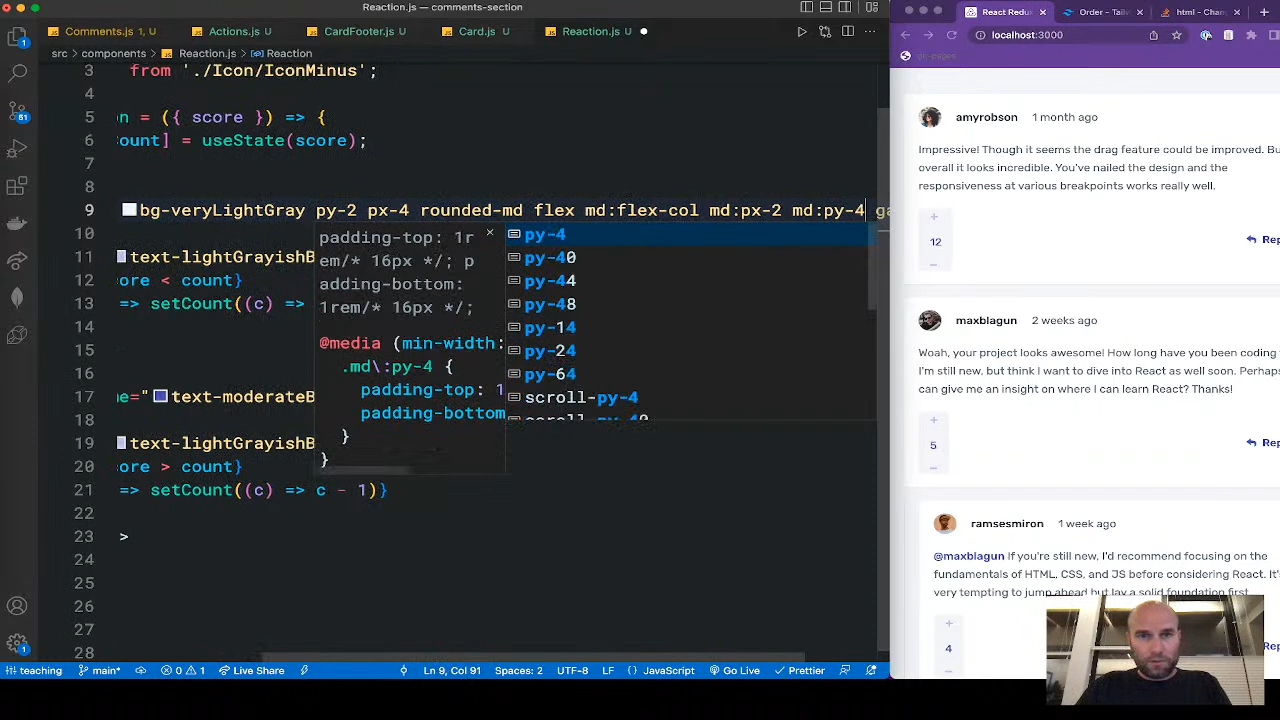 Reaction.js — comments-section
Comments.js 1, U
Actions.js U
CardFooter.js U
Card.js U
Reaction.js U
src > components > Reaction.js > Reaction
3 from './Icon/IconMinus';
4
5 on = ({ score }) => {
6 ount] = useState(score);
7
8
9 bg-veryLightGray py-2 px-4 rounded-md flex md:flex-col md:px-2 md:py-4 ga
10
11 text-lightGrayishB
12 ore < count}
13 => setCount((c) =>
14
15
16
17 me=" text-moderateB
18
19 text-lightGrayishB
20 ore > count}
21 => setCount((c) => c - 1)}
22
23 >
24
25
26
27
28
padding-top: 1r
em/* 16px */; p
adding-bottom:
1rem/* 16px */;
@media (min-width:
.md\:py-4 {
padding-top: 1
padding-bottom
}
}
py-4
py-40
py-44
py-48
py-14
py-24
py-64
scroll-py-4
scroll-py-40
1
51
1
teaching
main*
0
1
Live Share
Ln 9, Col 91
Spaces: 2
UTF-8
LF
{ } JavaScript
Go Live
Prettier
React Redux
Order - Tailw
html - Chang
localhost:3000
amyrobson 1 month ago
Impressive! Though it seems the drag feature could be improved. Bu
overall it looks incredible. You've nailed the design and the
responsiveness at various breakpoints works really well.
12
Rep
maxblagun 2 weeks ago
Woah, your project looks awesome! How long have you been coding
I'm still new, but think I want to dive into React as well soon. Perhaps
can give me an insight on where I can learn React? Thanks!
5
Rep
ramsesmiron 1 week ago
@maxblagun If you're still new, I'd recommend focusing on the
fundamentals of HTML, CSS, and JS before considering React. It's
very tempting to jump ahead but lay a solid foundation first.
4
Rep